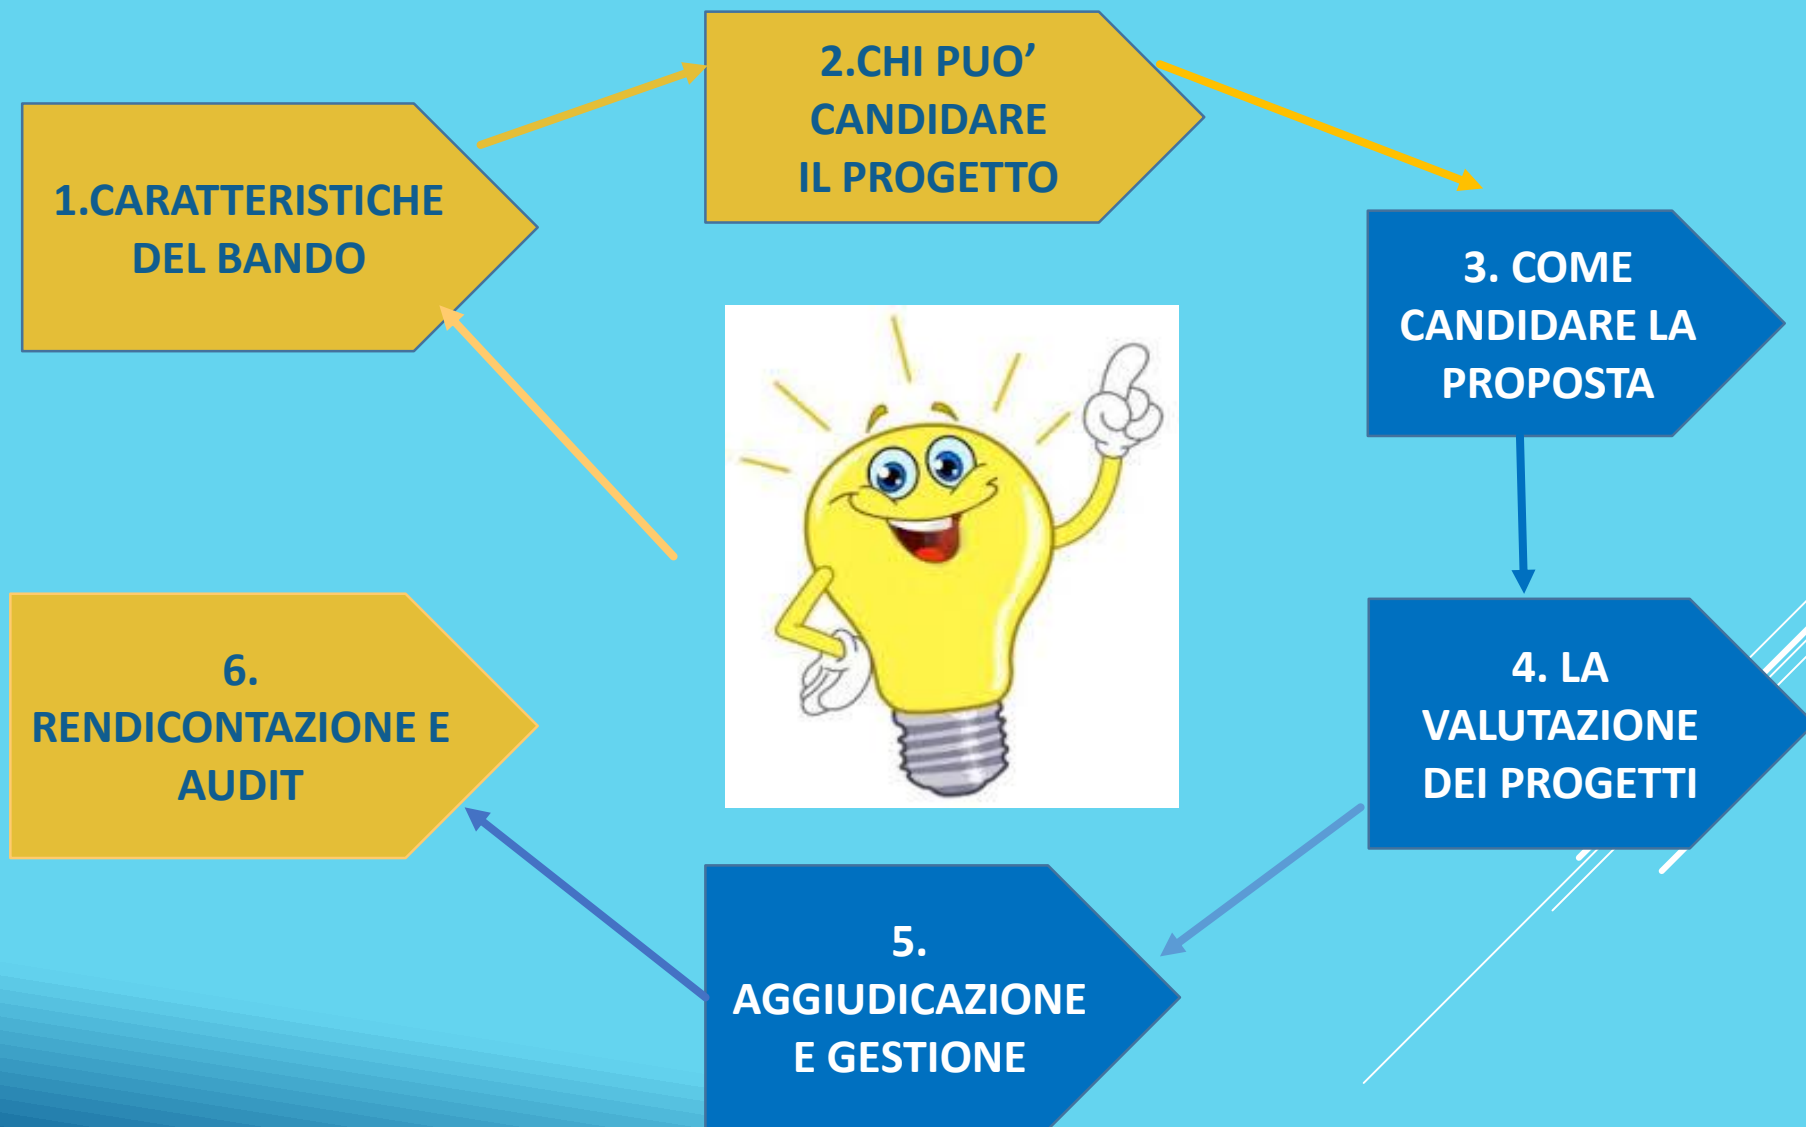 1.CARATTERISTICHE
DEL BANDO
2.CHI PUO’
CANDIDARE
IL PROGETTO
3. COME
CANDIDARE LA
PROPOSTA
4. LA
VALUTAZIONE
DEI PROGETTI
5.
AGGIUDICAZIONE
E GESTIONE
6.
RENDICONTAZIONE E
AUDIT